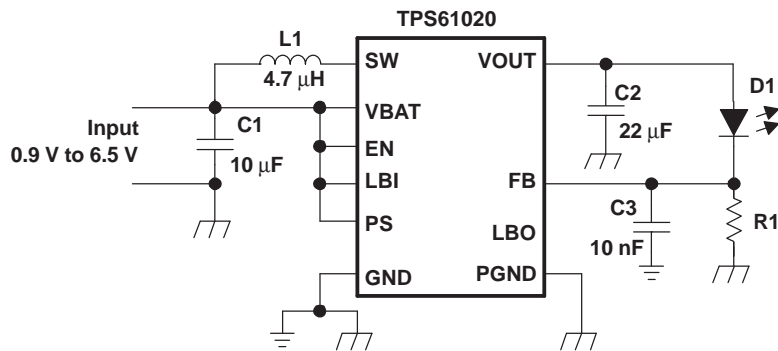 TPS61020
L1
4.7 μH
SW
VOUT
D1
VBAT
C1
C2
Input
0.9 V to 6.5 V
10 μF
EN
22 μF
LBI
FB
PS
C3
R1
LBO
10 nF
GND
PGND